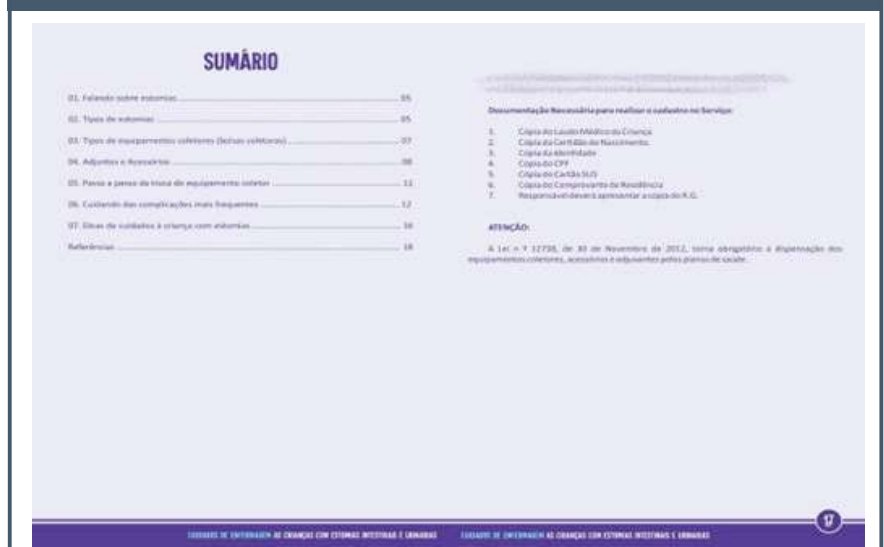 SUMÁRIO
01. Falando sobre estomias 05
02. Tipos de estomias 05
03. Tipos de equipamentos coletores (bolsas coletoras) 07
04. Adjuntos e Acessórios 08
05. Passo a passo da troca do equipamento coletor 11
06. Cuidando das complicações mais frequentes 12
07. Dicas de cuidados à criança com estomias 16
Referências 18
CUIDADOS DE ENFERMAGEM ÀS CRIANÇAS COM ESTOMIAS INTESTINAIS E URINÁRIAS
Documentação Necessária para realizar o cadastro no Serviço:
1. Cópia do Laudo Médico da Criança
2. Cópia da Certidão de Nascimento
3. Cópia da Identidade
4. Cópia do CPF
5. Cópia do Cartão SUS
6. Cópia do Comprovante de Residência
7. Responsável deverá apresentar a cópia do R.G.
ATENÇÃO:
A Lei n º 12738, de 30 de Novembro de 2012, torna obrigatório a dispensação dos
equipamentos coletores, acessórios e adjuvantes pelos planos de saúde.
17
CUIDADOS DE ENFERMAGEM ÀS CRIANÇAS COM ESTOMIAS INTESTINAIS E URINÁRIAS